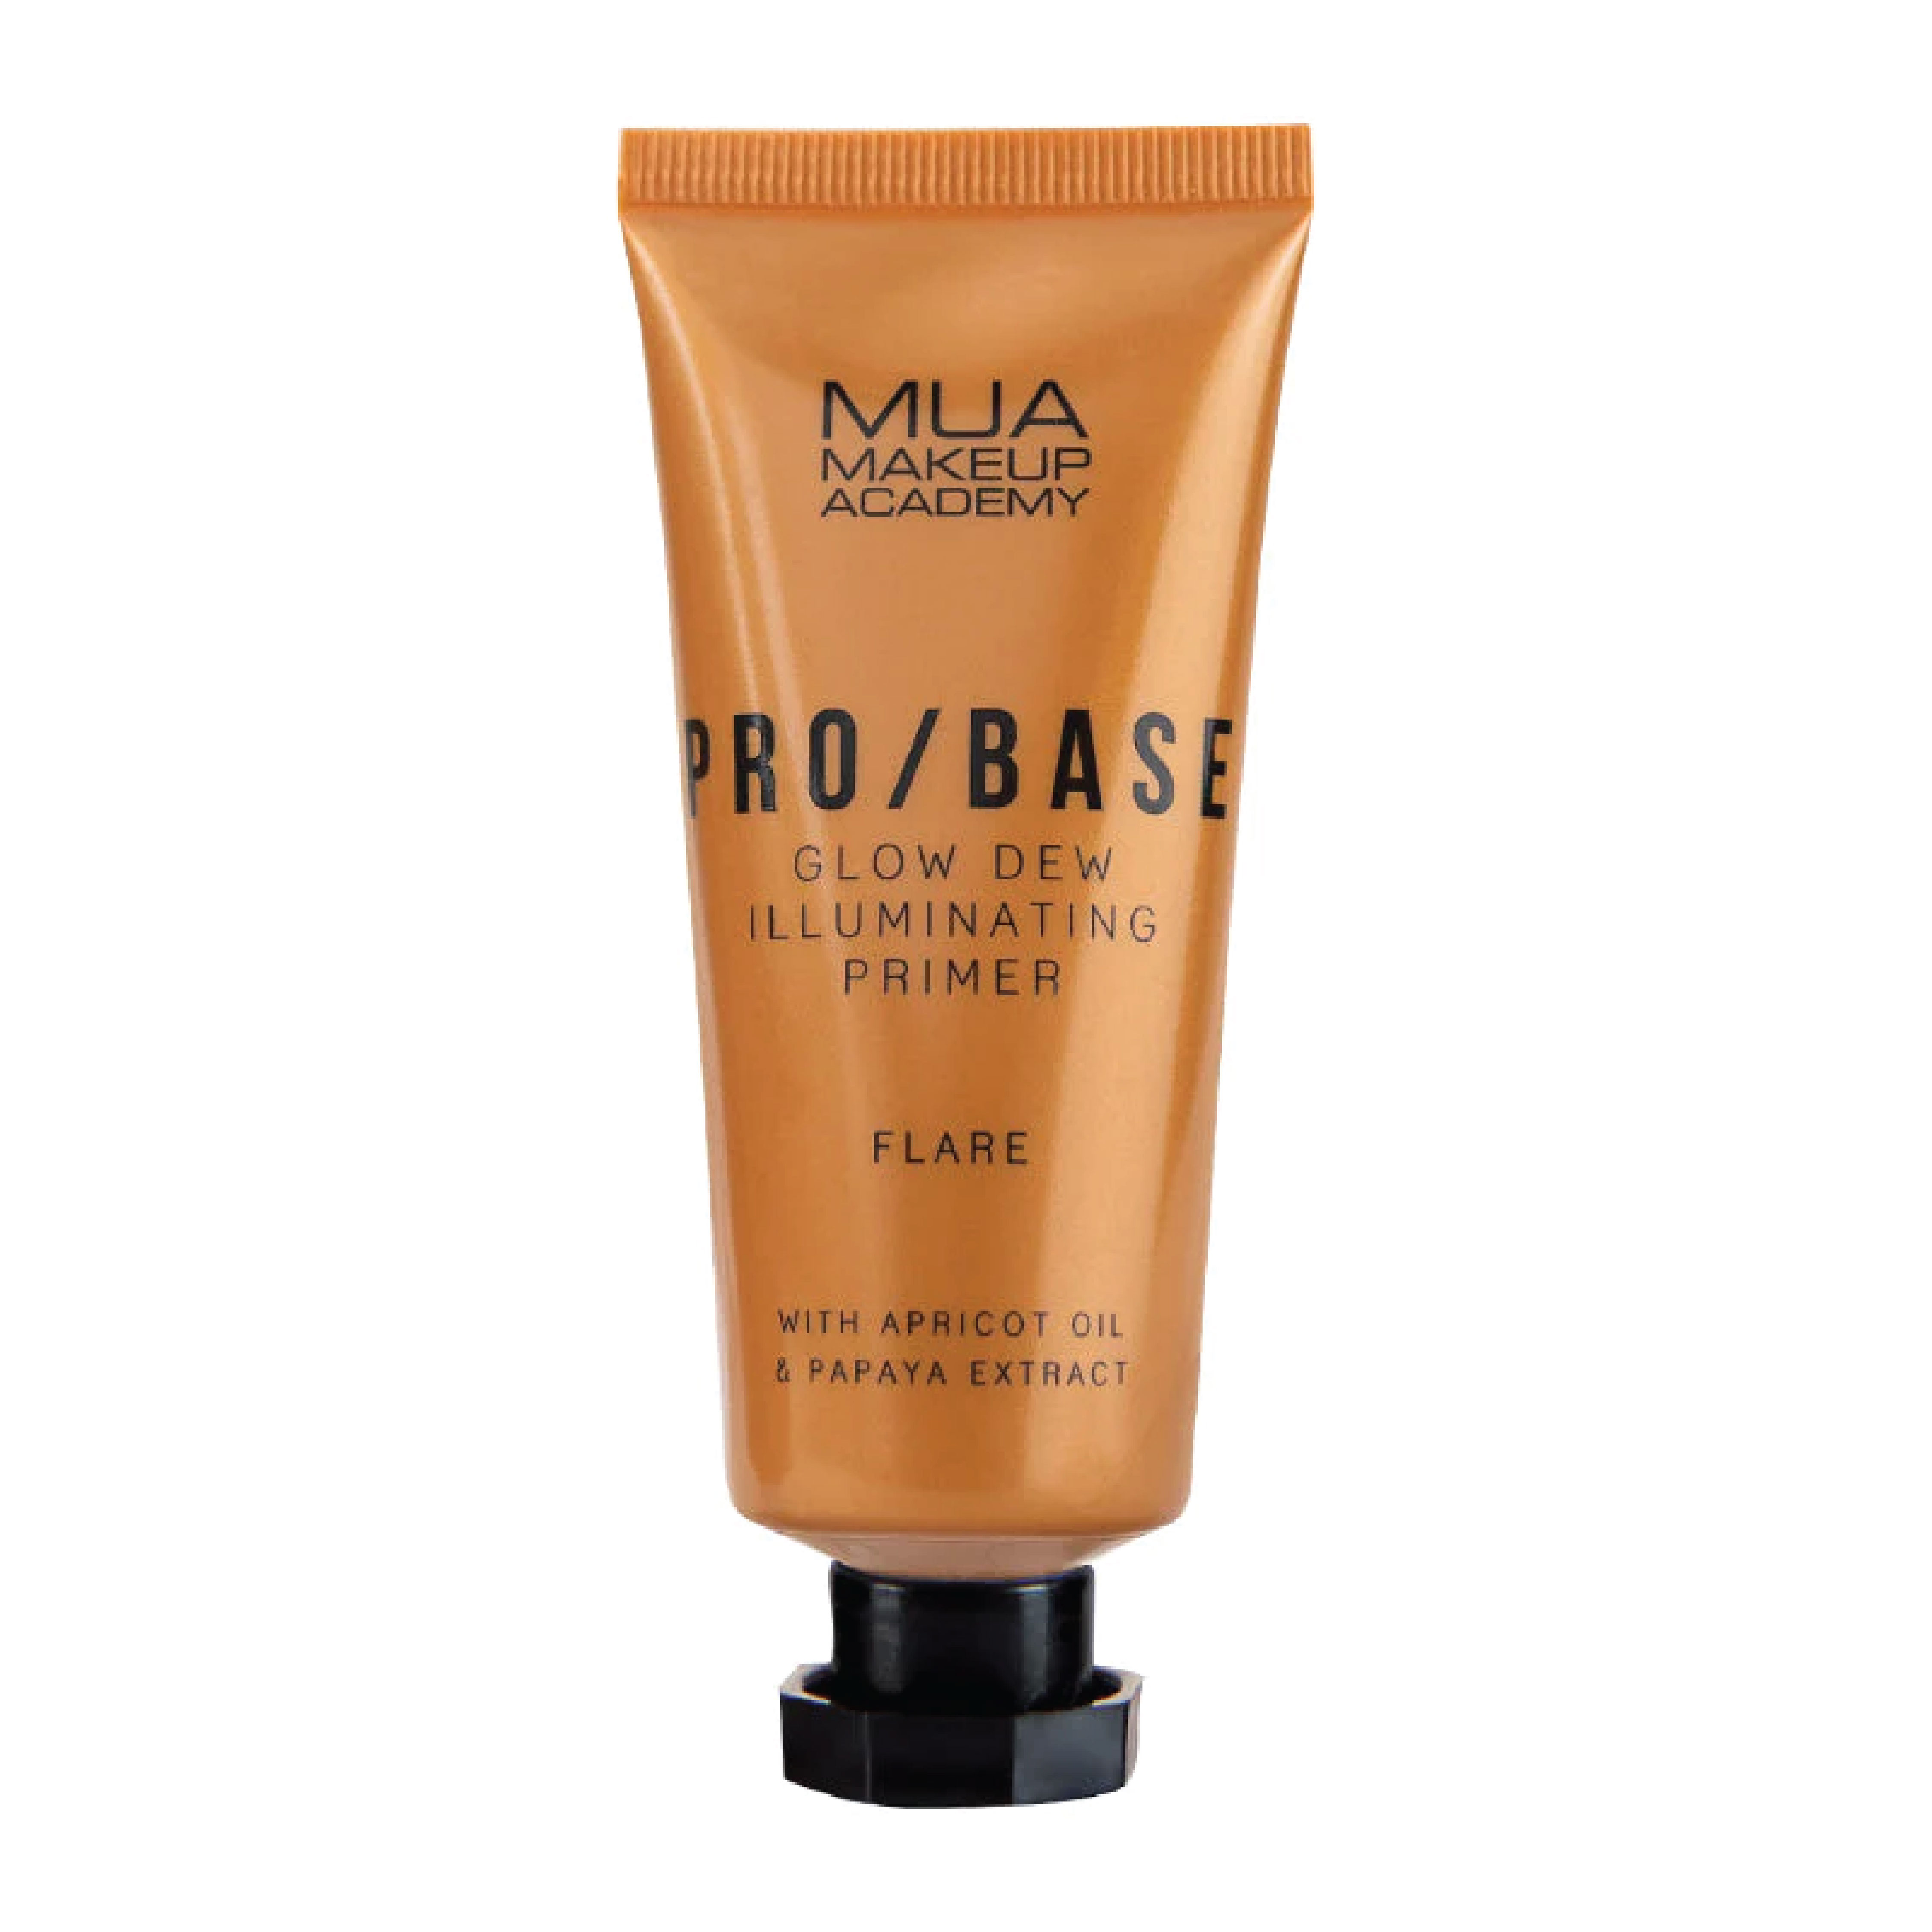 MUA
MAKEUP
ACADEMY
PRO/BASE
GLOW DEW
ILLUMINATING
PRIMER
FLARE
WITH APRICOT OIL
& PAPAYA EXTRACT